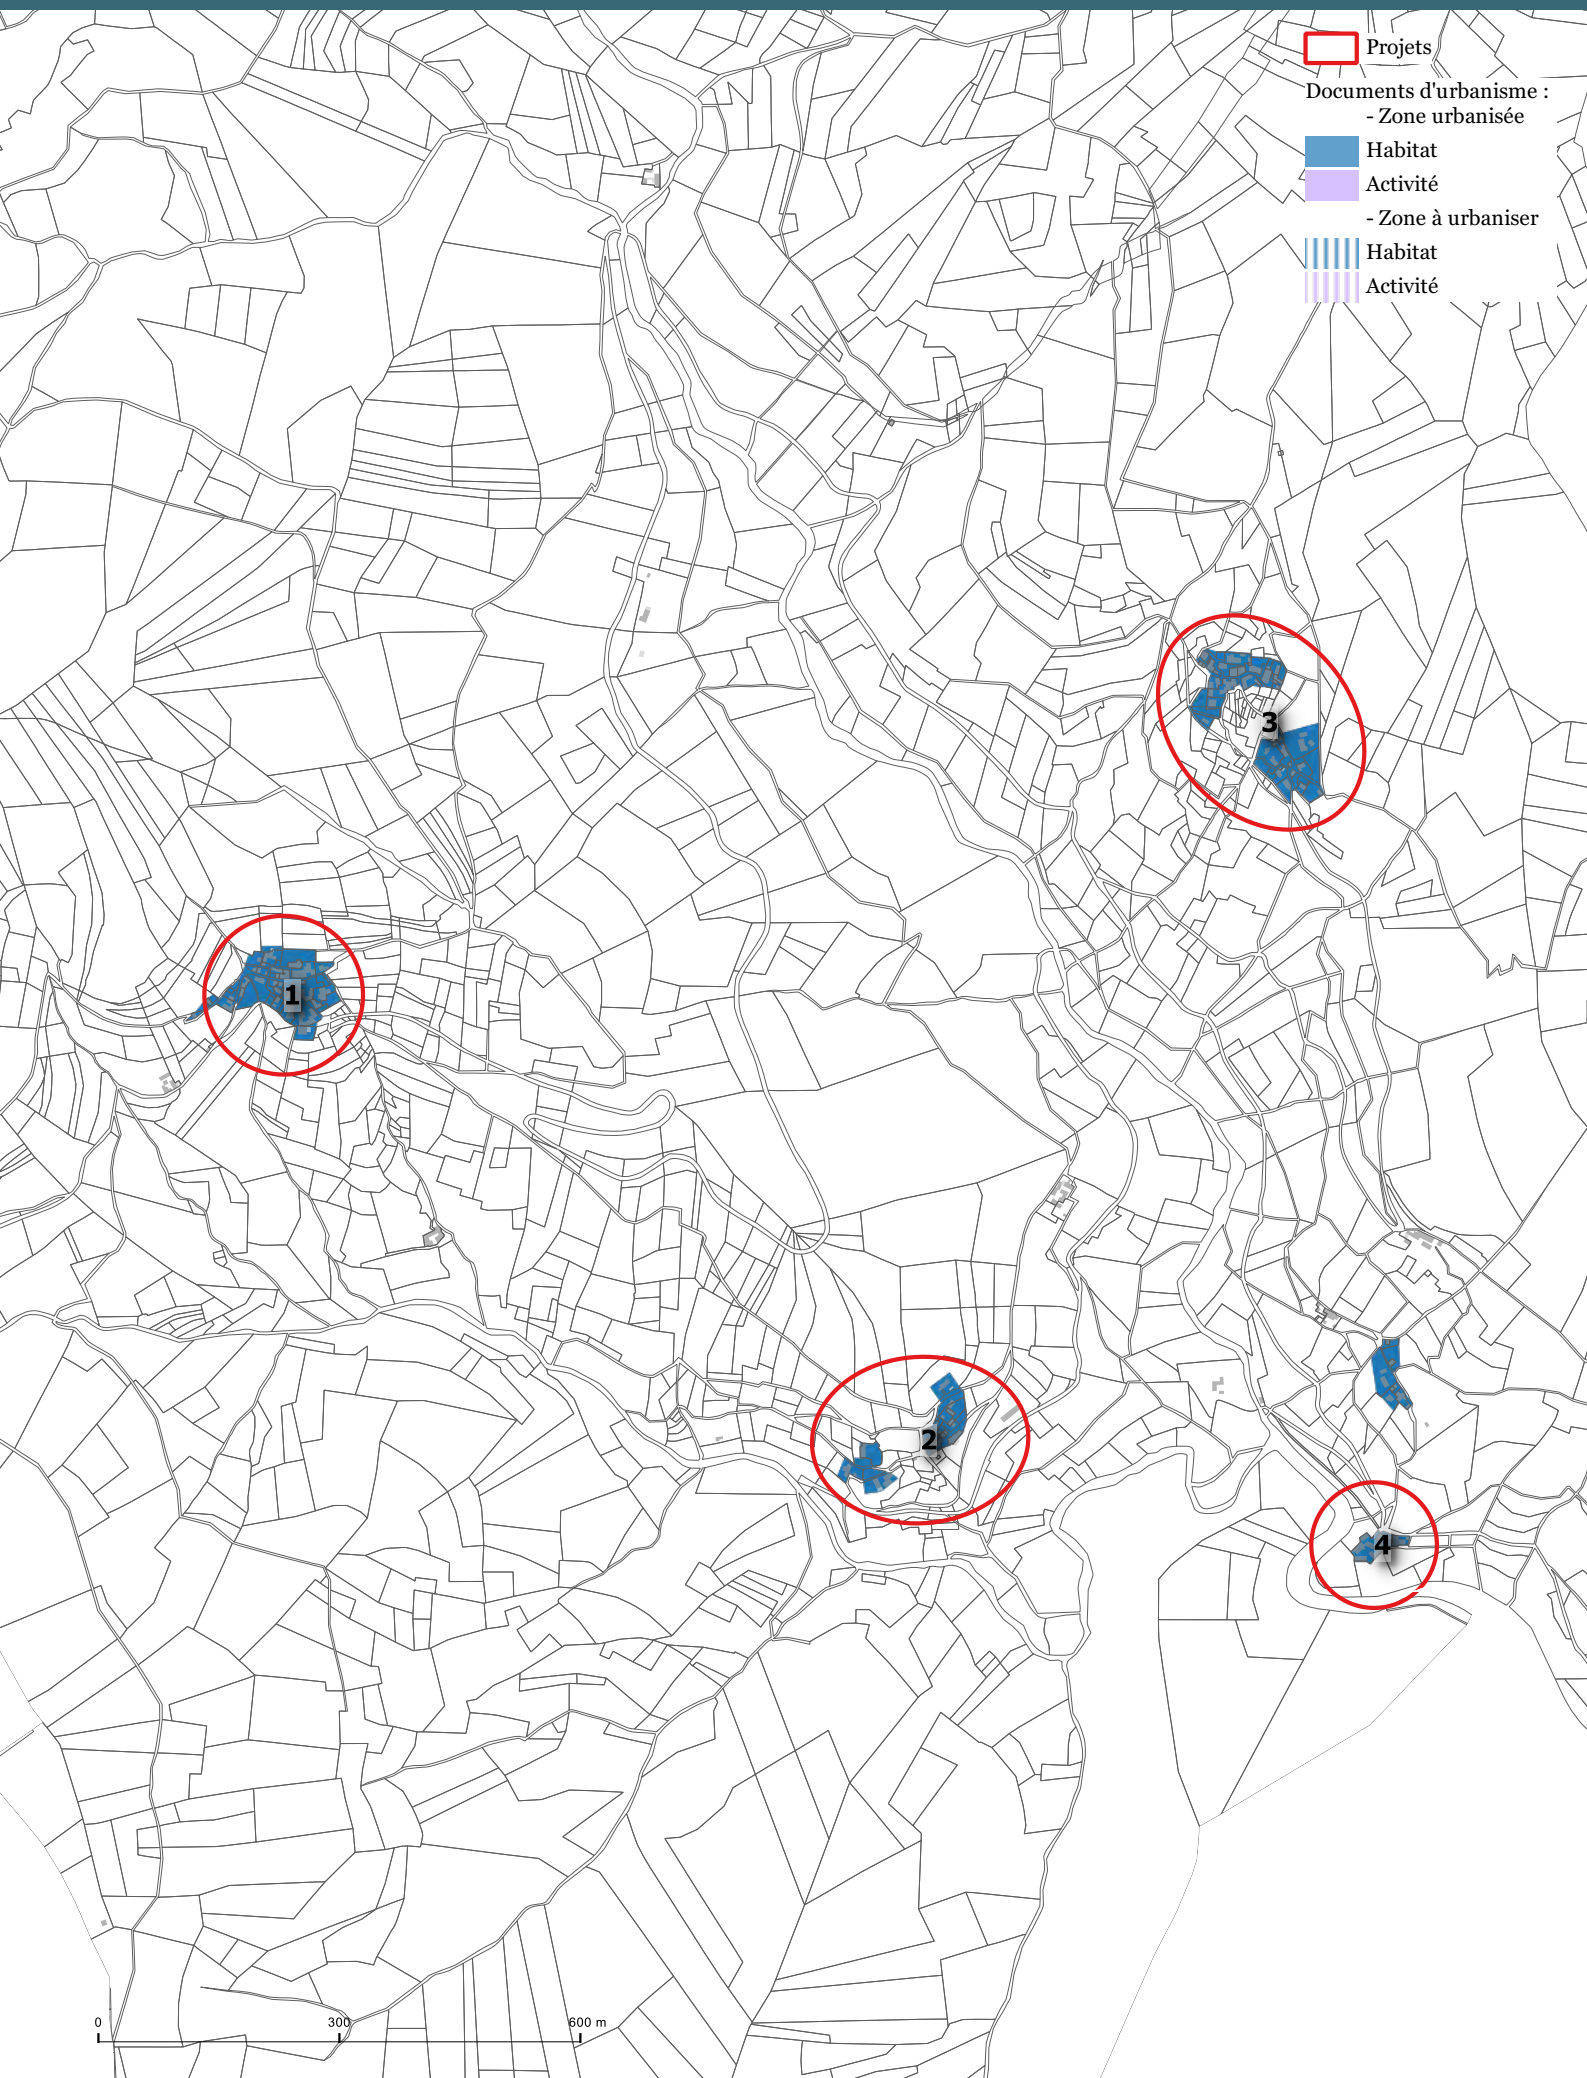 Projets
Documents d'urbanisme :
- Zone urbanisée
Habitat
Activité
- Zone à urbaniser
Habitat
Activité
3
1
2
4
0 300 600 m